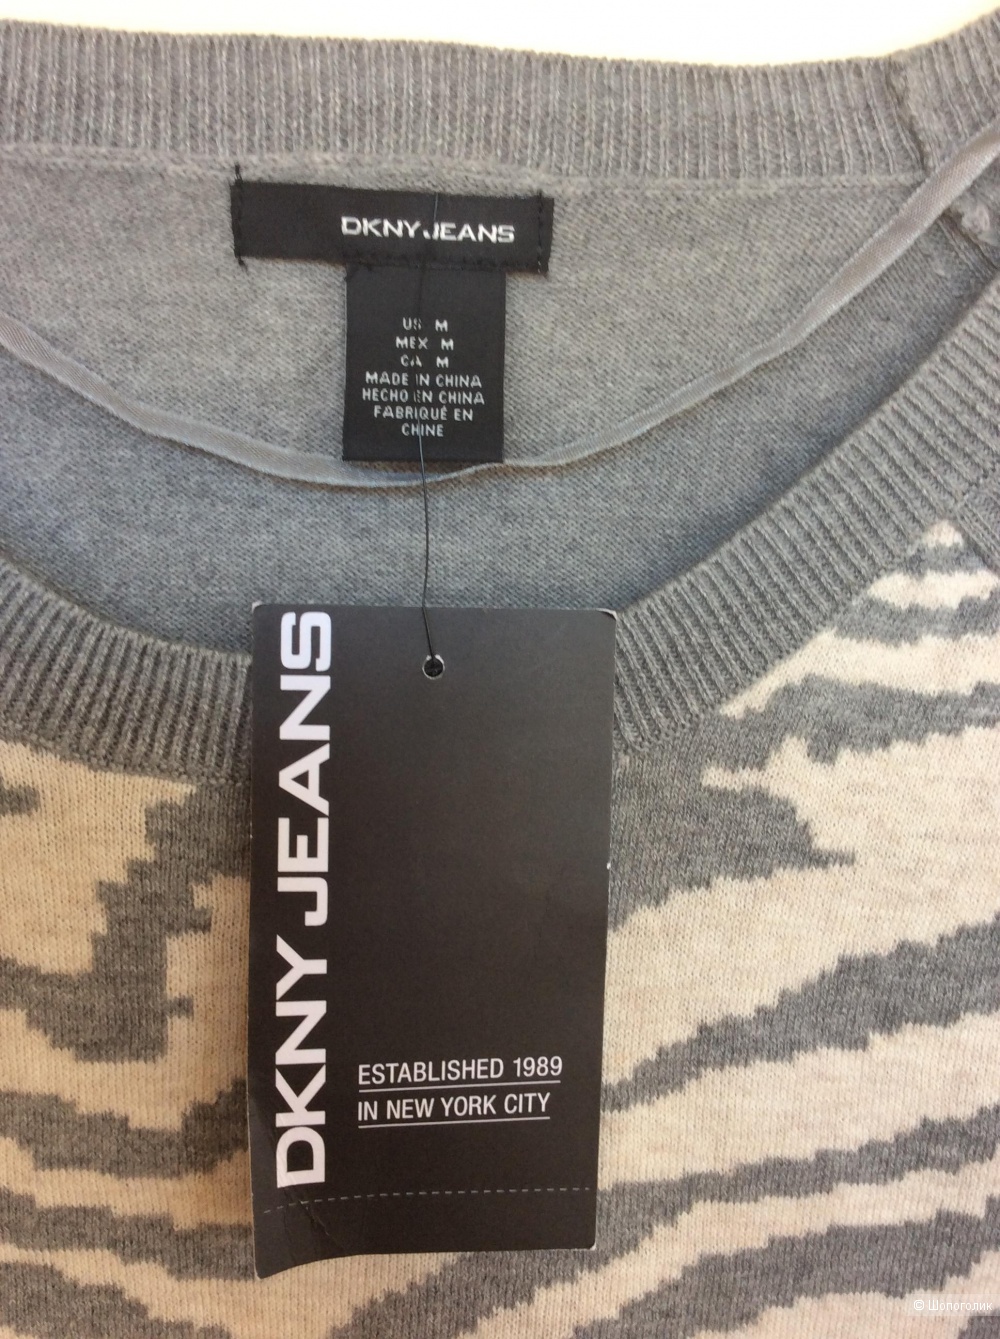 DKNY JEANS
US M
MEX M
CA M
MADE IN CHINA
HECHO EN CHINA
FABRIQUÉ EN
CHINE
DKNY JEANS
ESTABLISHED 1989
IN NEW YORK CITY
© Шопоголик